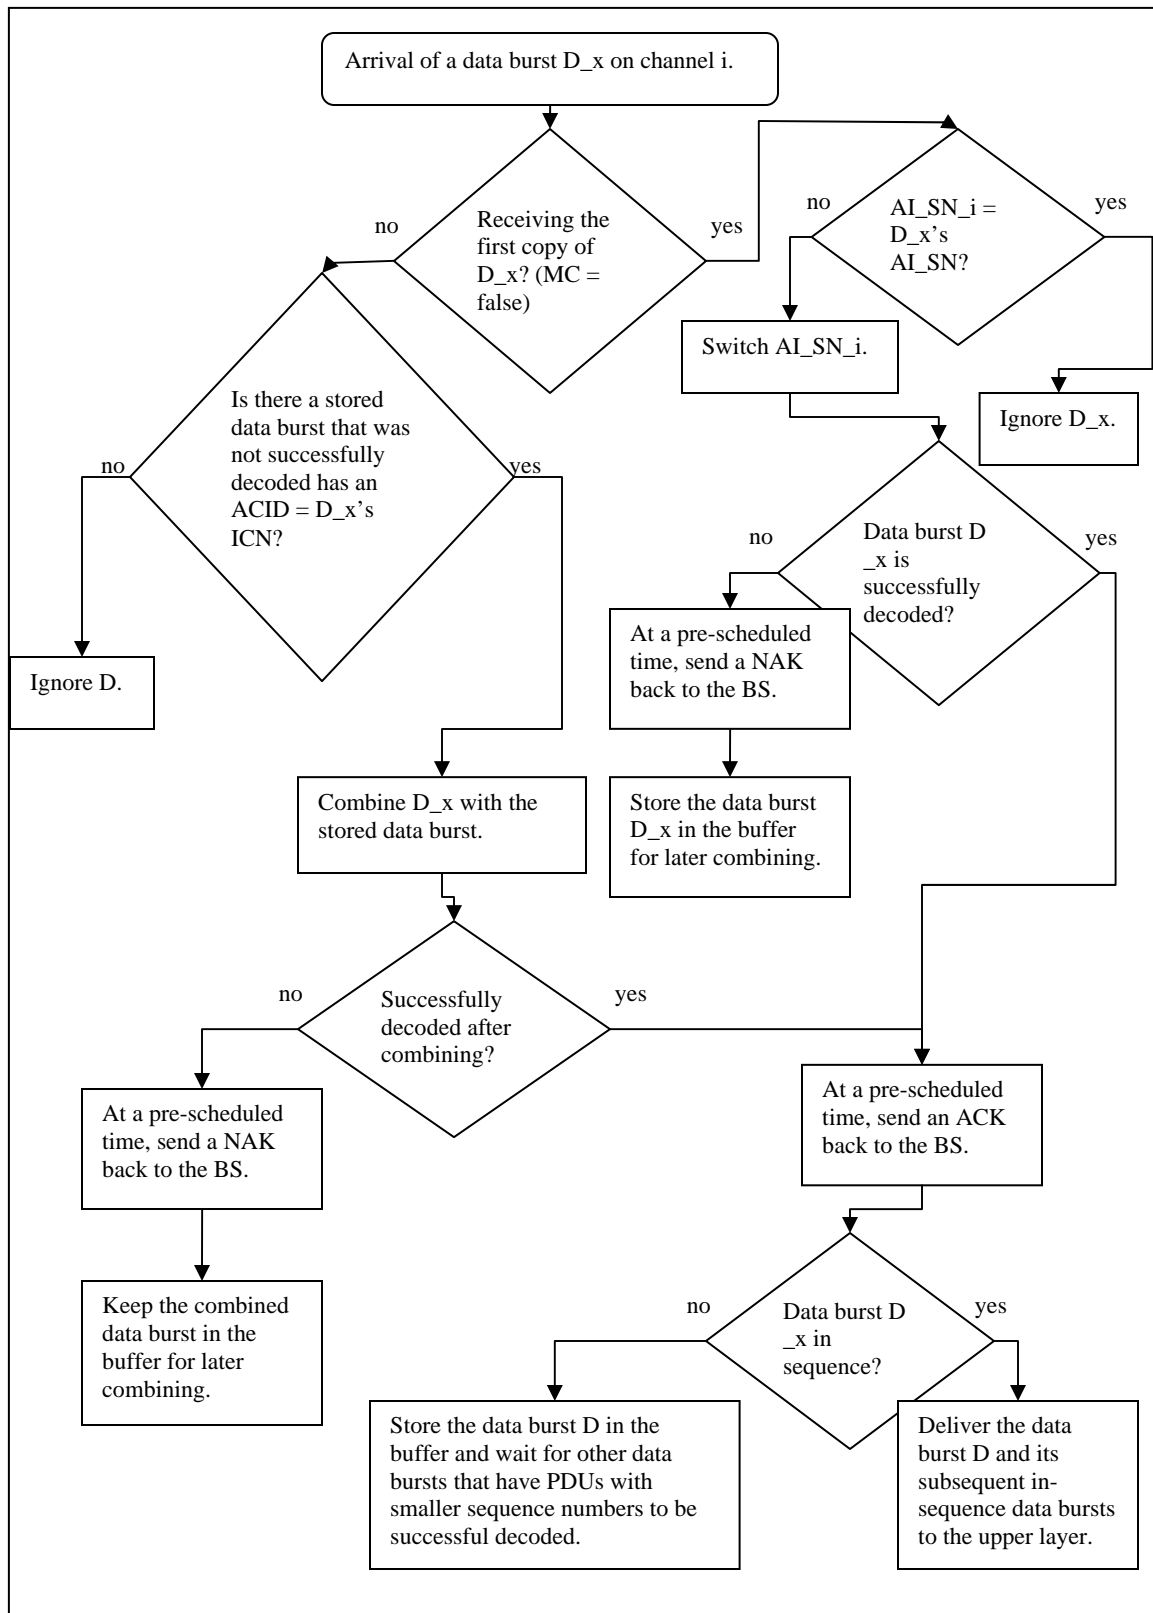 Arrival of a data burst D_x on channel i.
no
Receiving the
first copy of
D_x? (MC =
false)
yes
no
AI_SN_i =
D_x’s
AI_SN?
yes
Switch AI_SN_i.
Ignore D_x.
Is there a stored
data burst that was
not successfully
decoded has an
ACID = D_x’s
ICN?
no
yes
no
Data burst D
_x is
successfully
decoded?
yes
Ignore D.
At a pre-scheduled
time, send a NAK
back to the BS.
Combine D_x with the
stored data burst.
Store the data burst
D_x in the buffer
for later combining.
no
Successfully
decoded after
combining?
yes
At a pre-scheduled
time, send a NAK
back to the BS.
At a pre-scheduled
time, send an ACK
back to the BS.
Keep the combined
data burst in the
buffer for later
combining.
no
Data burst D
_x in
sequence?
yes
Store the data burst D in the
buffer and wait for other data
bursts that have PDUs with
smaller sequence numbers to be
successful decoded.
Deliver the data
burst D and its
subsequent in-
sequence data bursts
to the upper layer.